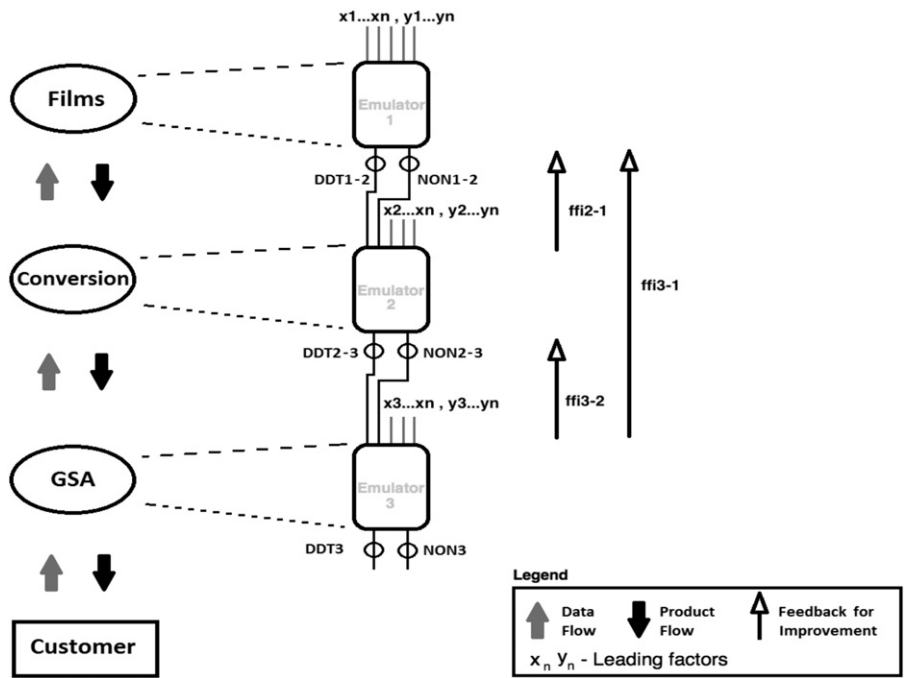 x1...xn , y1...yn
Films
Emulator
1
DDT1-2
NON1-2
ffi2-1
x2...xn , y2...yn
Conversion
Emulator
2
ffi3-1
DDT2-3
NON2-3
ffi3-2
x3...xn , y3...yn
GSA
Emulator
3
DDT3
NON3
Customer
Legend
Data
Flow
Product
Flow
Feedback for
Improvement
xn yn - Leading factors